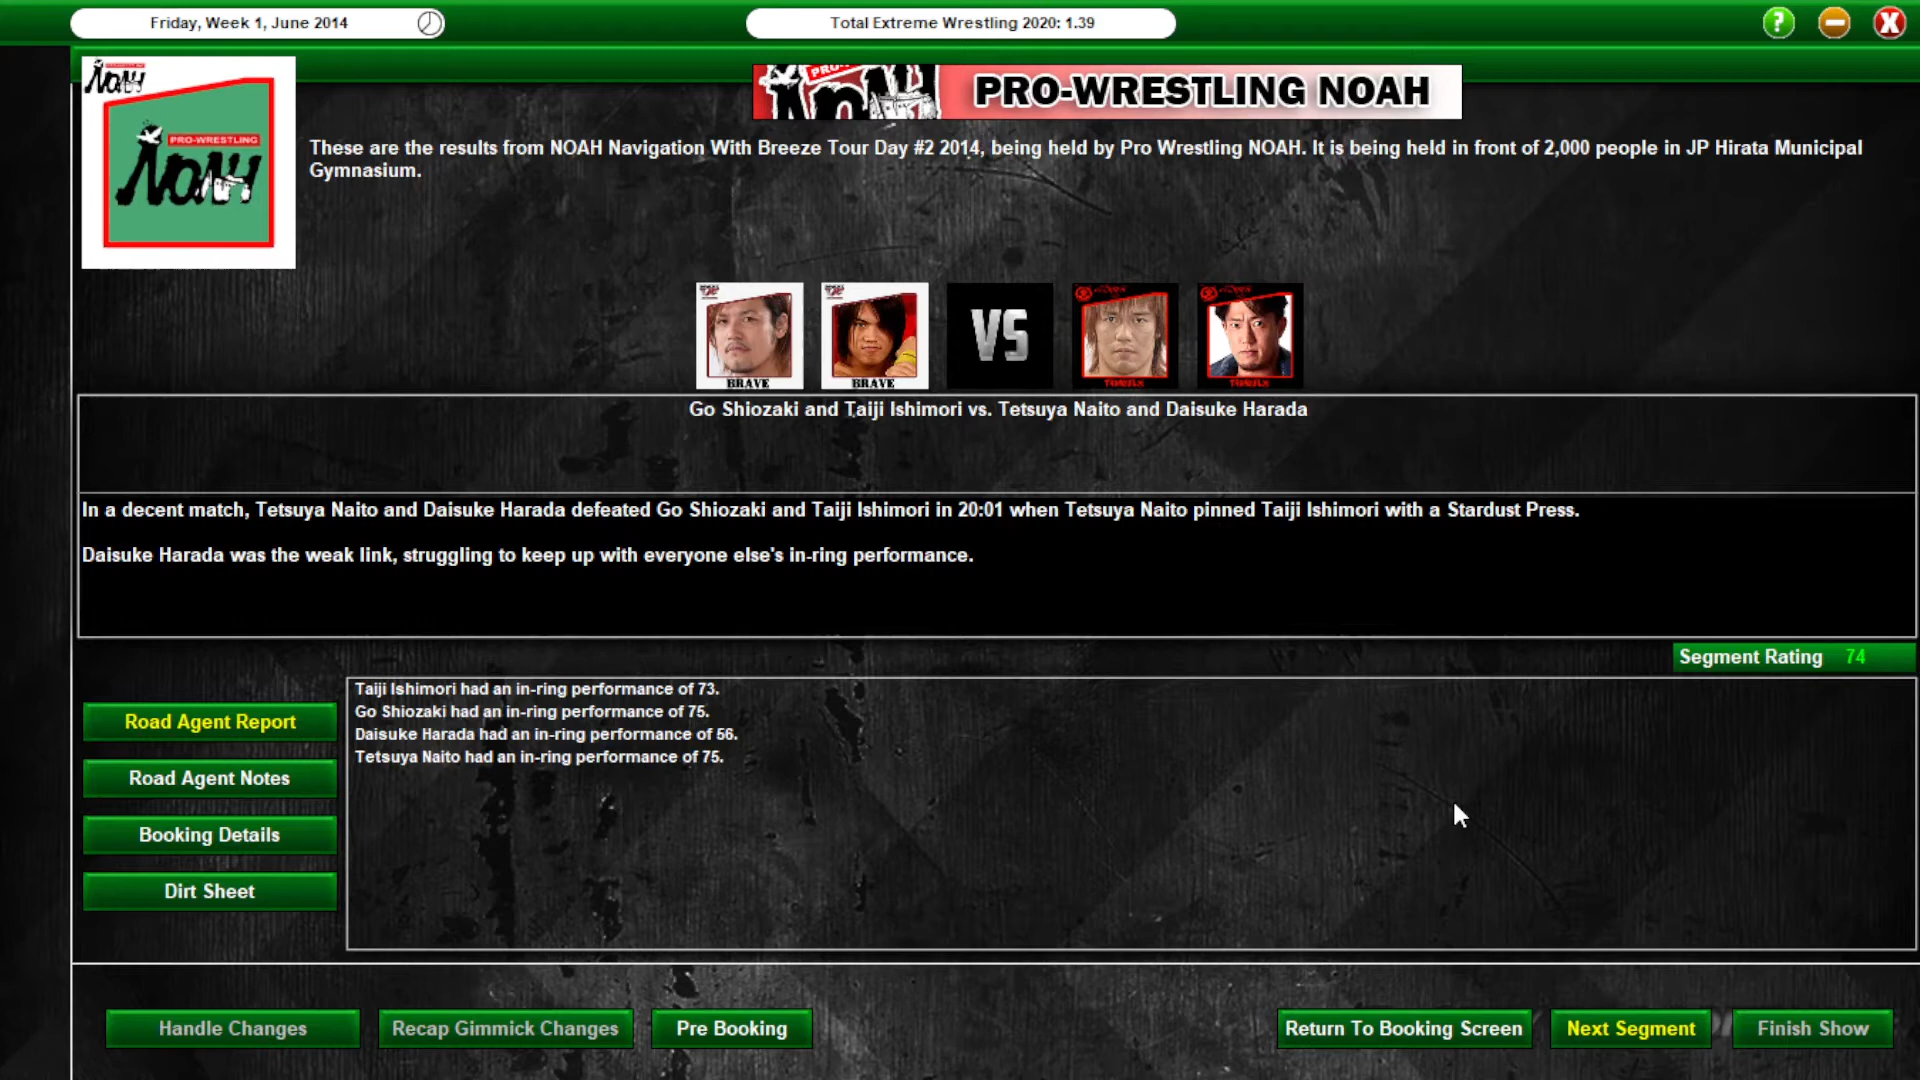 Friday, Week 1, June 2014
Total Extreme Wrestling 2020: 1.39
NOAH
PRO-WRESTLING
NOAH
PRO-WRESTLING NOAH
These are the results from NOAH Navigation With Breeze Tour Day #2 2014, being held by Pro Wrestling NOAH. It is being held in front of 2,000 people in JP Hirata Municipal
Gymnasium.
BRAVE
BRAVE
VS
Go Shiozaki and Taiji Ishimori vs. Tetsuya Naito and Daisuke Harada
In a decent match, Tetsuya Naito and Daisuke Harada defeated Go Shiozaki and Taiji Ishimori in 20:01 when Tetsuya Naito pinned Taiji Ishimori with a Stardust Press.
Daisuke Harada was the weak link, struggling to keep up with everyone else's in-ring performance.
Segment Rating 74
Road Agent Report
Road Agent Notes
Booking Details
Dirt Sheet
Taiji Ishimori had an in-ring performance of 73.
Go Shiozaki had an in-ring performance of 75.
Daisuke Harada had an in-ring performance of 56.
Tetsuya Naito had an in-ring performance of 75.
Handle Changes
Recap Gimmick Changes
Pre Booking
Return To Booking Screen
Next Segment
Finish Show